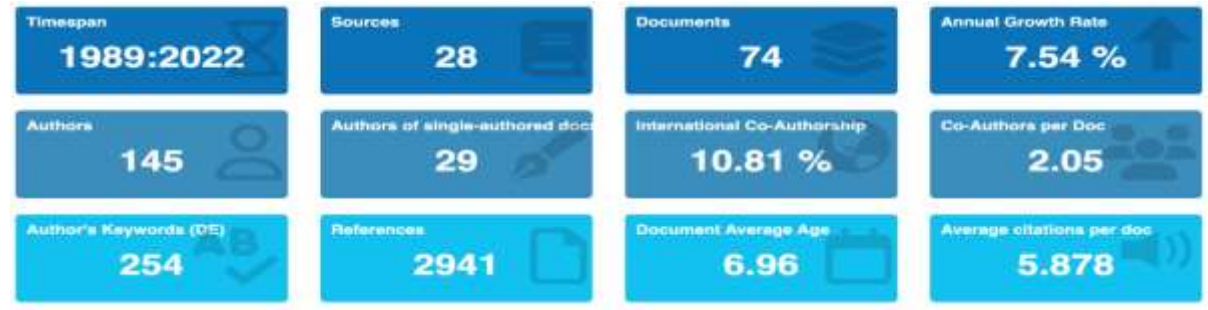 Timespan
1989:2022
Sources
28
Documents
74
Annual Growth Rate
7.54 %
Authors
145
Authors of single-authored doc
29
International Co-Authorship
10.81 %
Co-Authors per Doc
2.05
Author's Keywords (DE)
254
References
2941
Document Average Age
6.96
Average citations per doc
5.878